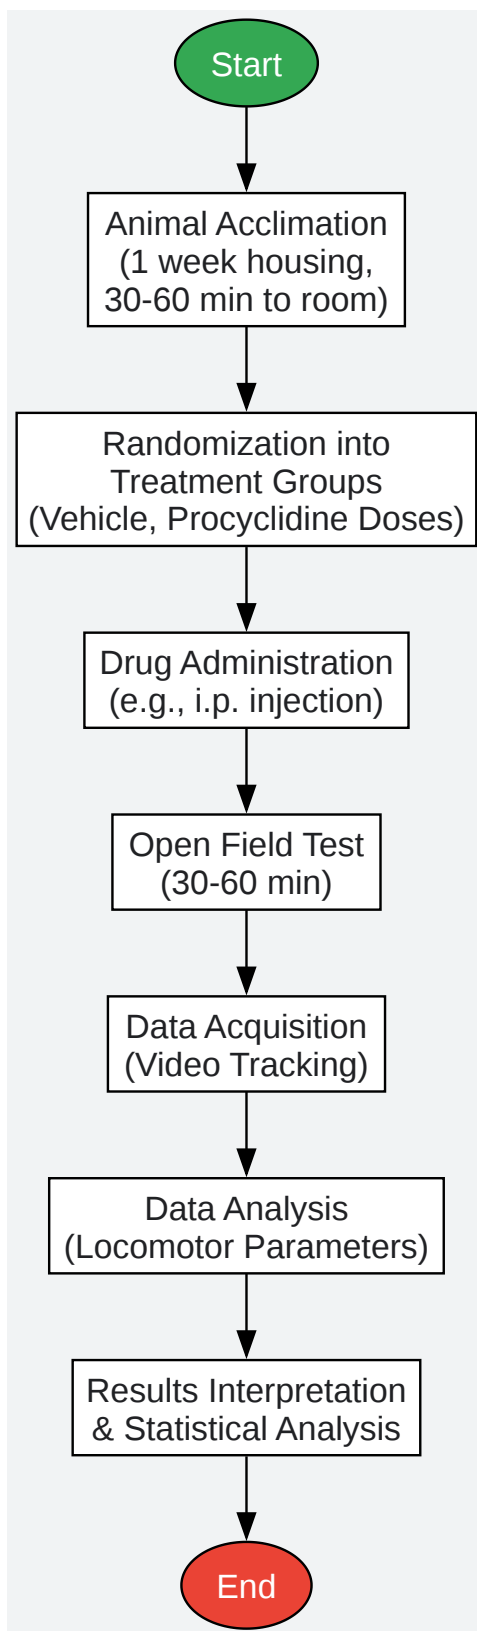 Start
Animal Acclimation
(1 week housing,
30-60 min to room)
Randomization into
Treatment Groups
(Vehicle, Procyclidine Doses)
Drug Administration
(e.g., i.p. injection)
Open Field Test
(30-60 min)
Data Acquisition
(Video Tracking)
Data Analysis
(Locomotor Parameters)
Results Interpretation
& Statistical Analysis
End